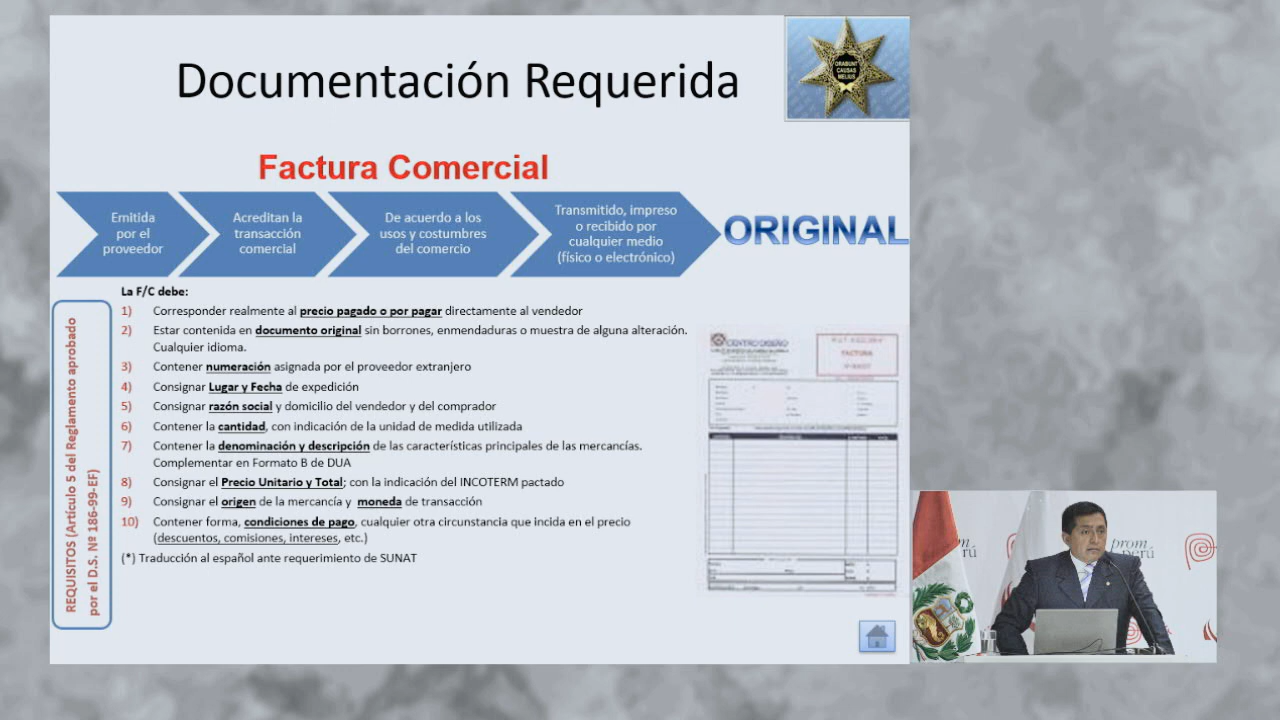 Documentación Requerida
ORABUNT
CAUSAS
MELIUS
Factura Comercial
Emitida
por el
proveedor
Acreditan la
transacción
comercial
De acuerdo a los
usos y costumbres
del comercio
Transmitido, impreso
o recibido por
cualquier medio
(físico o electrónico)
ORIGINAL
REQUISITOS (Artículo 5 del Reglamento aprobado
por el D.S. Nº 186-99-EF)
La F/C debe:
1) Corresponder realmente al precio pagado o por pagar directamente al vendedor
2) Estar contenida en documento original sin borrones, enmendaduras o muestra de alguna alteración.
Cualquier idioma.
3) Contener numeración asignada por el proveedor extranjero
4) Consignar Lugar y Fecha de expedición
5) Consignar razón social y domicilio del vendedor y del comprador
6) Contener la cantidad, con indicación de la unidad de medida utilizada
7) Contener la denominación y descripción de las características principales de las mercancías.
Complementar en Formato B de DUA
8) Consignar el Precio Unitario y Total; con la indicación del INCOTERM pactado
9) Consignar el origen de la mercancía y moneda de transacción
10) Contener forma, condiciones de pago, cualquier otra circunstancia que incida en el precio
(descuentos, comisiones, intereses, etc.)
(*) Traducción al español ante requerimiento de SUNAT
CENTRO DISEÑO
FACTURA
prom
perú